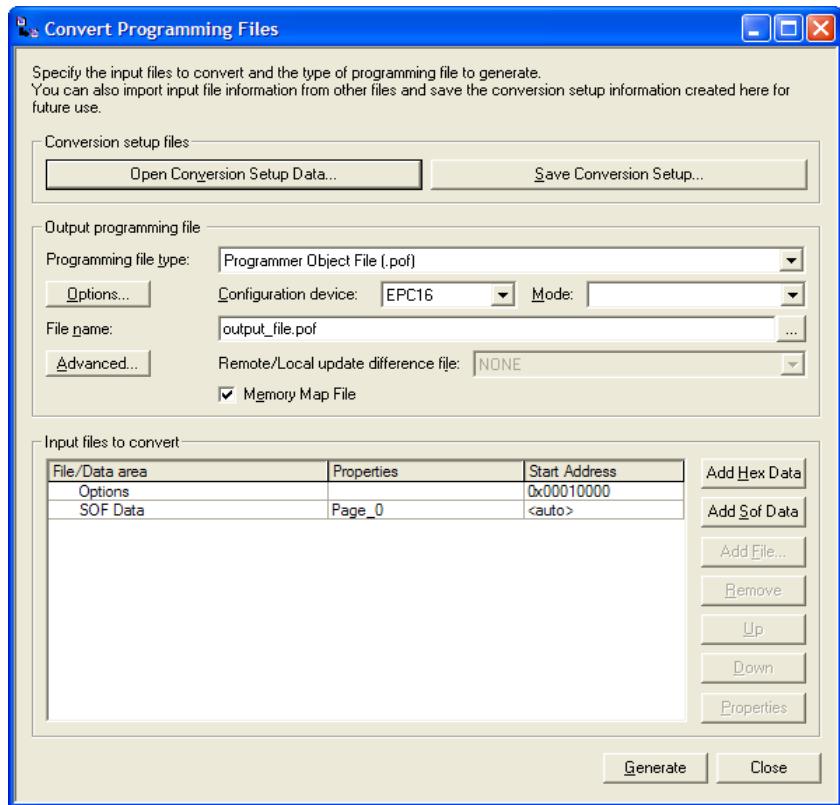 Convert Programming Files
Specify the input files to convert and the type of programming file to generate.
You can also import input file information from other files and save the conversion setup information created here for
future use.
Conversion setup files
Open Conversion Setup Data...
Save Conversion Setup...
Output programming file
Programming file type:
Programmer Object File (.pof)
Options...
Configuration device:
EPC16
Mode:
File name:
output_file.pof
...
Advanced...
Remote/Local update difference file:
NONE
Memory Map File
Input files to convert
File/Data area
Properties
Start Address
Options
0x00010000
SOF Data
Page_0
<auto>
Add Hex Data
Add Sof Data
Add File...
Remove
Up
Down
Properties
Generate
Close